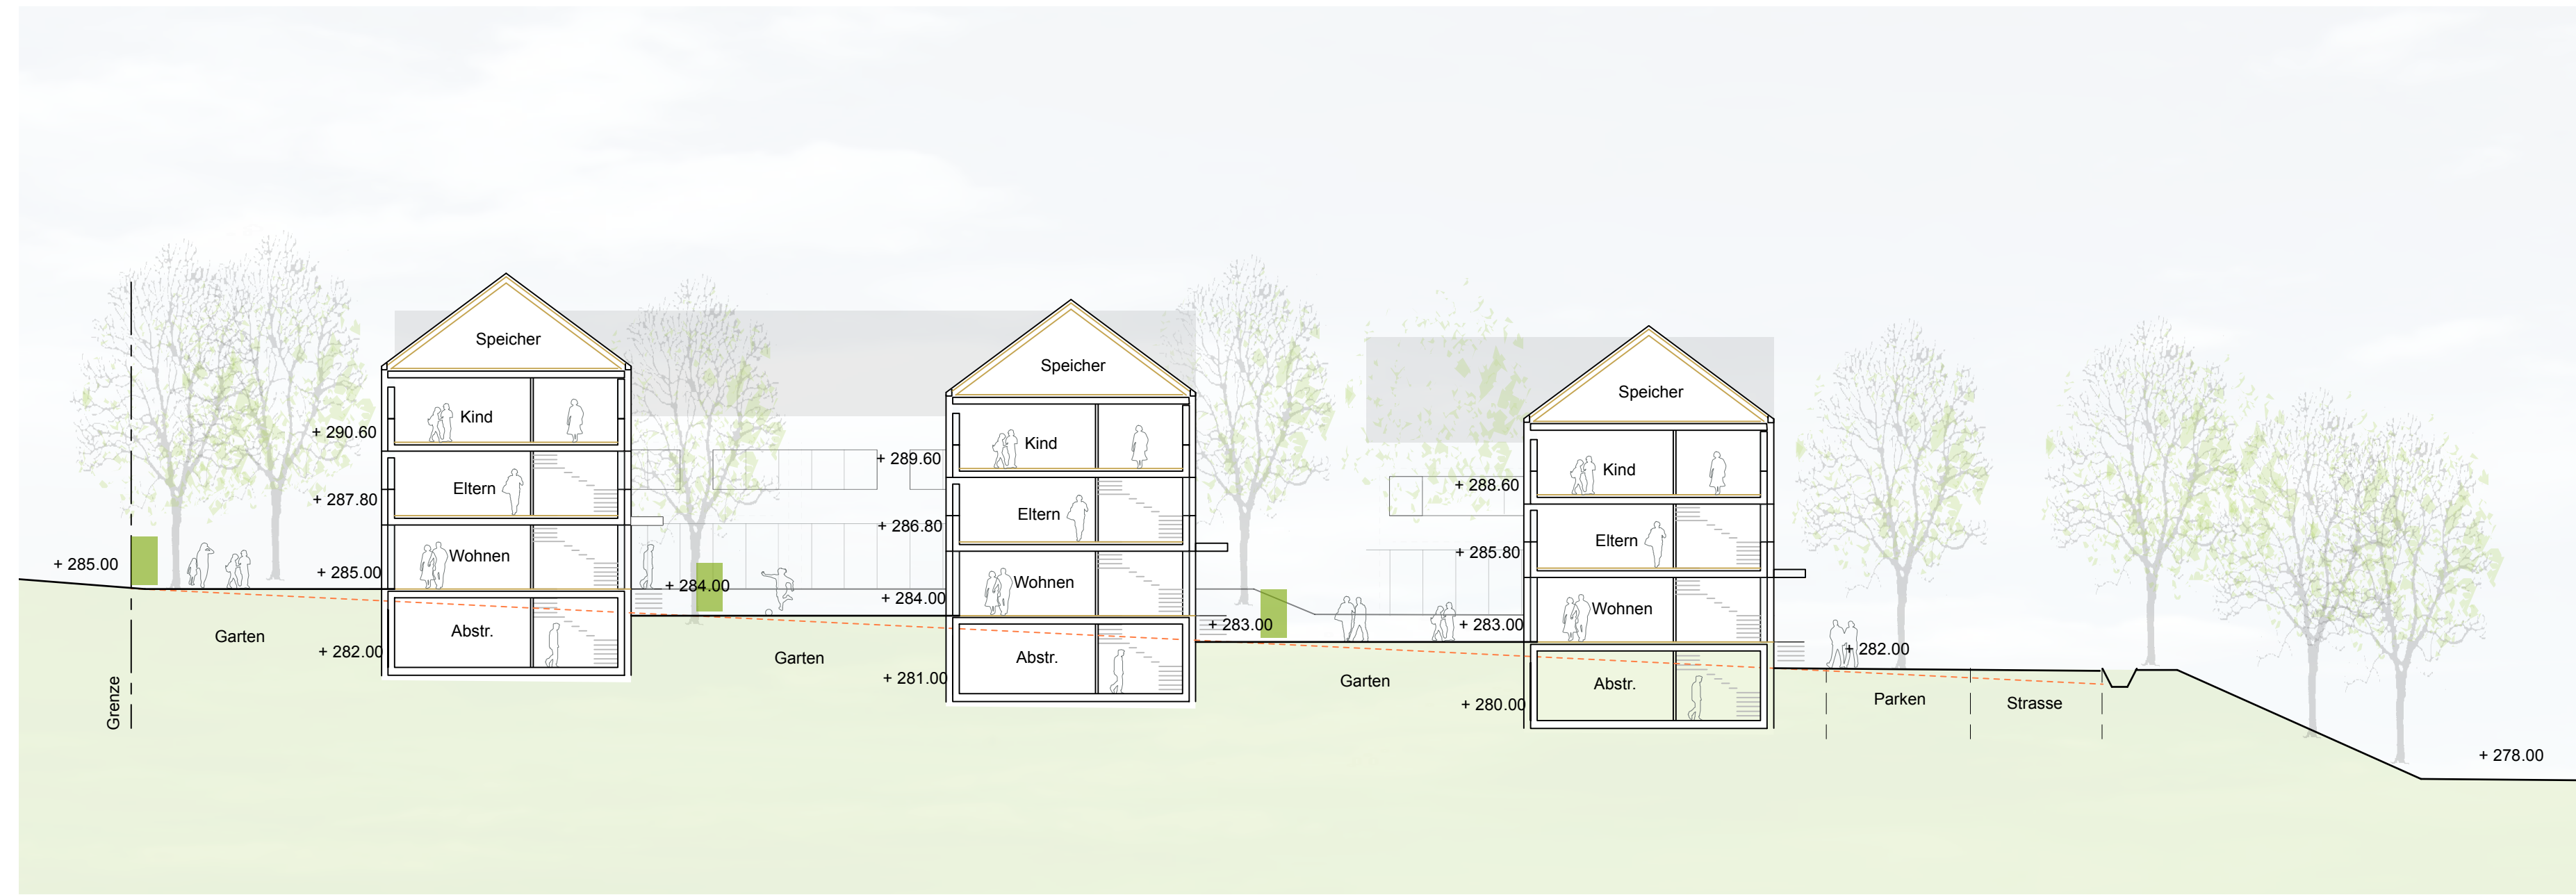 Speicher
Kind
+ 290.60
Eltern
+ 287.80
Wohnen
+ 285.00
+ 285.00
Abstr.
+ 282.00
Garten
Grenze
+ 284.00
Garten
Speicher
Kind
+ 289.60
Eltern
+ 286.80
Wohnen
+ 284.00
Abstr.
+ 281.00
+ 283.00
Garten
Speicher
Kind
+ 288.60
Eltern
+ 285.80
Wohnen
+ 283.00
Abstr.
+ 280.00
+ 282.00
Parken
Strasse
+ 278.00